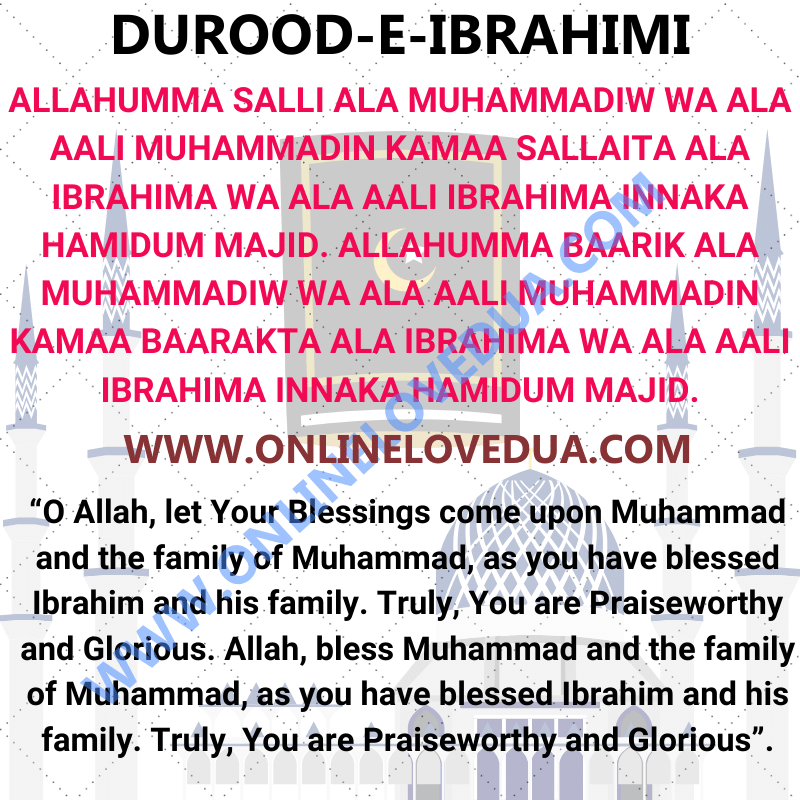 DUROOD-E-IBRAHIMI
ALLAHUMMA SALLI ALA MUHAMMADIW WA ALA
AALI MUHAMMADIN KAMAA SALLAITA ALA
IBRAHIMA WA ALA AALI IBRAHIMA INNAKA
HAMIDUM MAJID. ALLAHUMMA BAARIK ALA
MUHAMMADIW WA ALA AALI MUHAMMADIN
KAMAA BAARAKTA ALA IBRAHIMA WA ALA AALI
IBRAHIMA INNAKA HAMIDUM MAJID.
WWW.ONLINELOVEDUA.COM
“O Allah, let Your Blessings come upon Muhammad
and the family of Muhammad, as you have blessed
Ibrahim and his family. Truly, You are Praiseworthy
and Glorious. Allah, bless Muhammad and the family
of Muhammad, as you have blessed Ibrahim and his
family. Truly, You are Praiseworthy and Glorious”.
WWW.ONLINELOVEDUA.COM